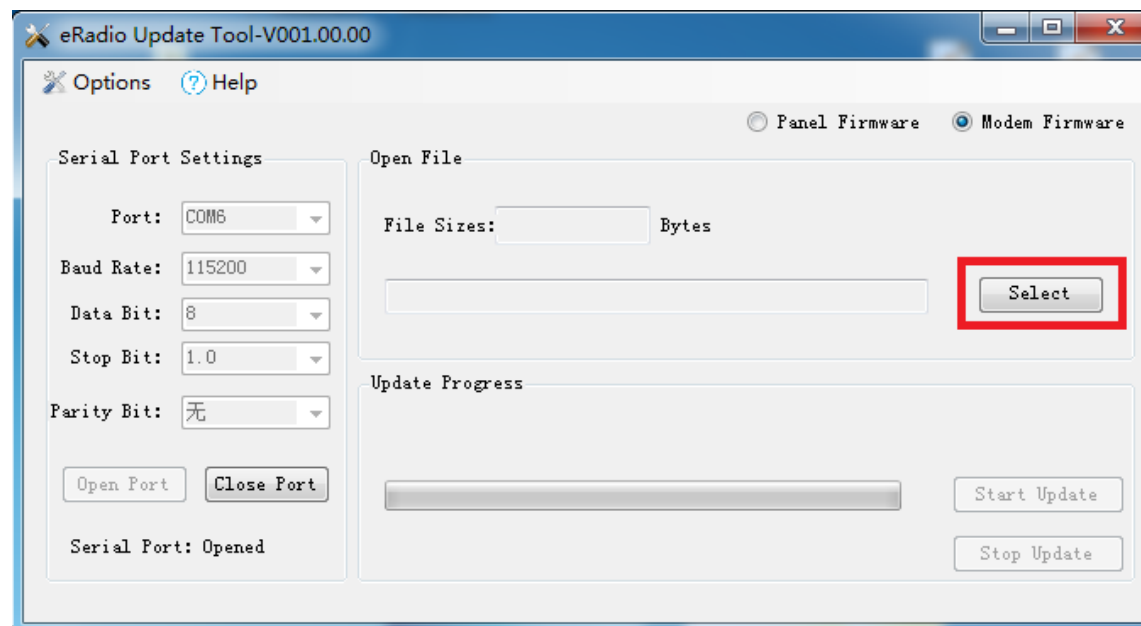 eRadio Update Tool-V001.00.00
Options Help
Panel Firmware Modem Firmware
Serial Port Settings
Port: COM6
Baud Rate: 115200
Data Bit: 8
Stop Bit: 1.0
Parity Bit: 无
Open Port Close Port
Serial Port: Opened
Open File
File Sizes: Bytes
Select
Update Progress
Start Update
Stop Update